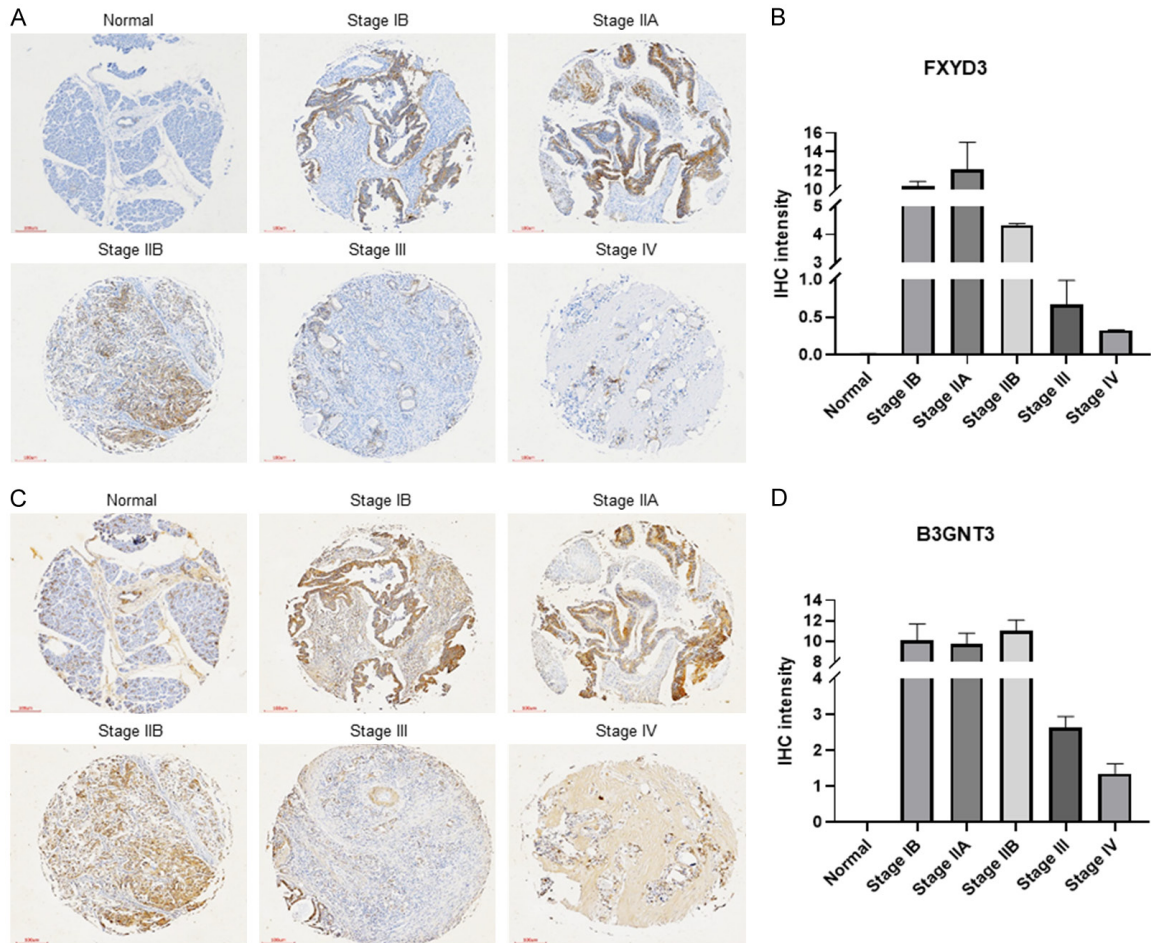 A
Normal
Stage IB
Stage IIA
Stage IIB
Stage III
Stage IV
B
FXYD3
IHC intensity
16
14
12
10
5
4
3
1.0
0.5
0.0
Normal
Stage IB
Stage IIA
Stage IIB
Stage III
Stage IV
C
Normal
Stage IB
Stage IIA
Stage IIB
Stage III
Stage IV
D
B3GNT3
IHC intensity
14
12
10
8
4
3
2
1
0
Normal
Stage IB
Stage IIA
Stage IIB
Stage III
Stage IV